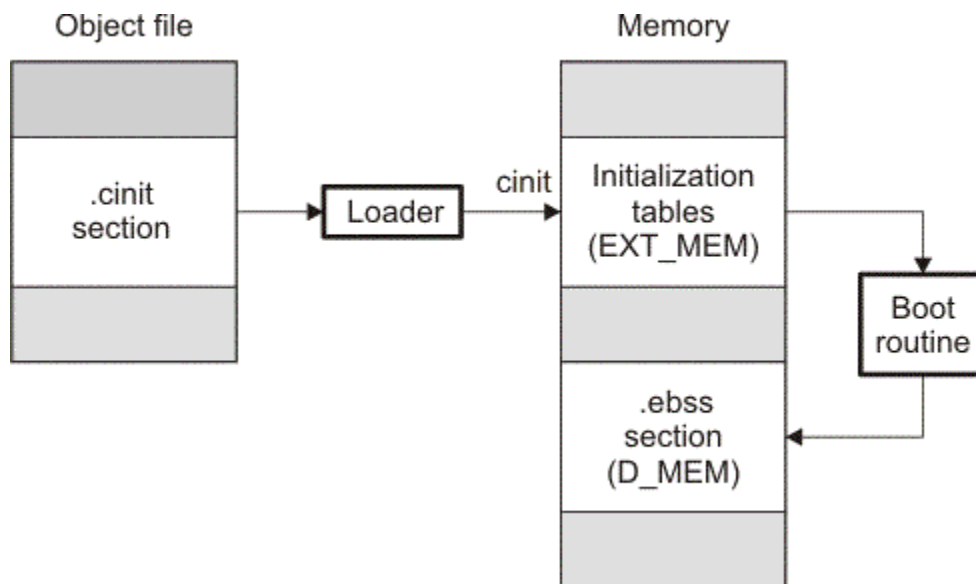 Object file
Memory
.cinit
section
Loader
cinit
Initialization
tables
(EXT_MEM)
Boot
routine
.ebss
section
(D_MEM)